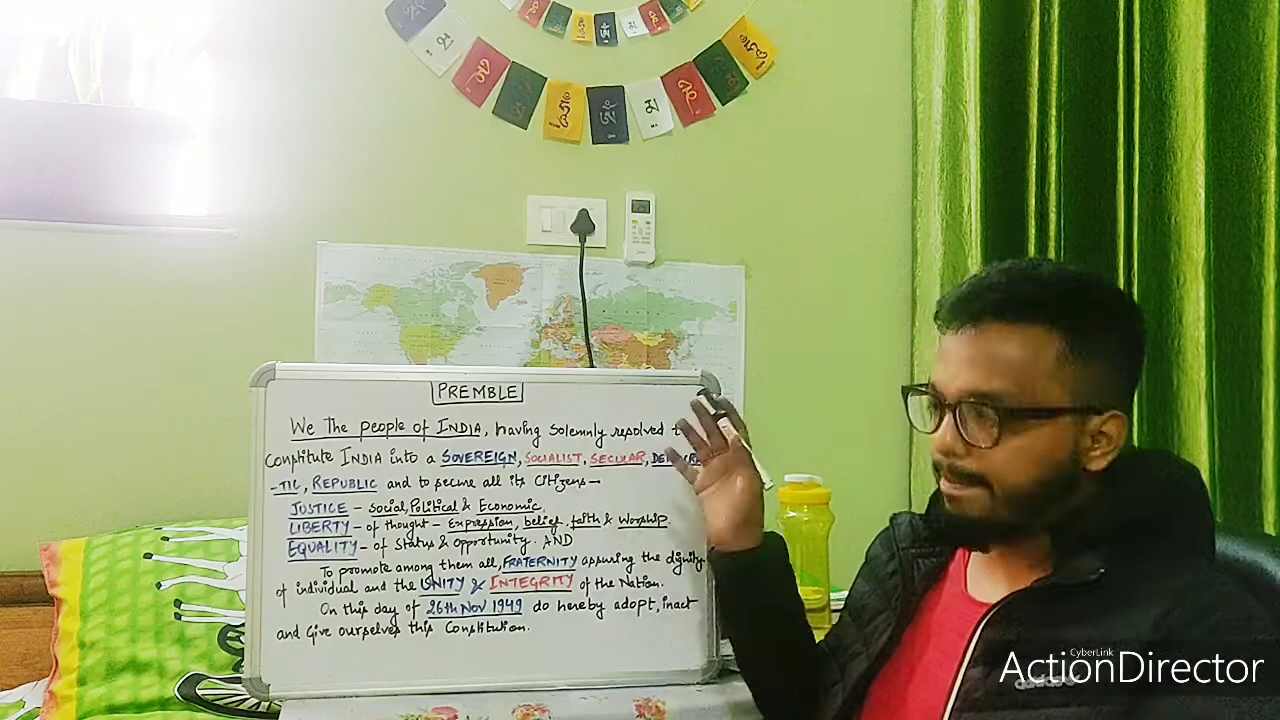 PREMBLE
We The people of INDIA, having Solemnly resolved t
Constitute INDIA into a SOVEREIGN, SOCIALIST, SECULAR, DEMOCRA
-TIC, REPUBLIC and to secure all its Citizens -
JUSTICE - Social, Political & Economic.
LIBERTY - of thought - Expression, belief, faith & Worship.
EQUALITY - of Status & Opportunity. AND
To promote among them all, FRATERNITY assuring the dignity
of individual and the UNITY & INTEGRITY of the Nation.
On this day of 26th Nov 1949 do hereby adopt, inact
and Give ourselves this Constitution.
CyberLink
ActionDirector